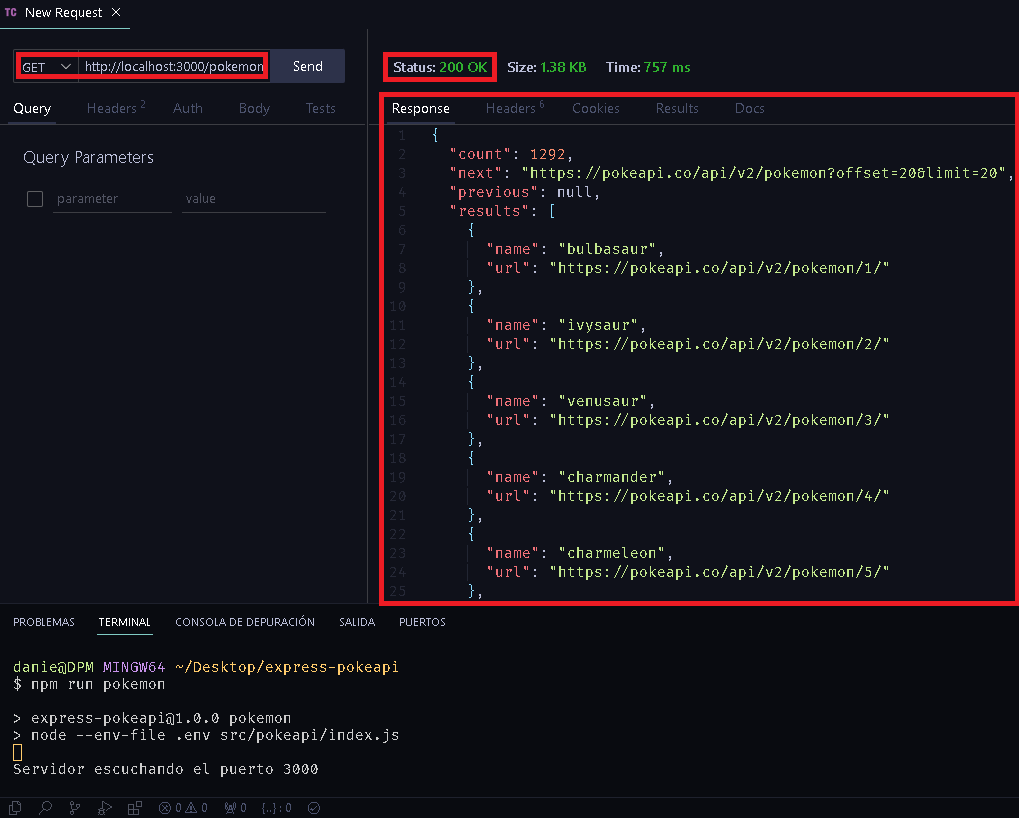 TC New Request ×
GET http://localhost:3000/pokemon Send
Query Headers 2 Auth Body Tests
Query Parameters
parameter value
Status: 200 OK Size: 1.38 KB Time: 757 ms
Response Headers 6 Cookies Results Docs
1 {
2 "count": 1292,
3 "next": "https://pokeapi.co/api/v2/pokemon?offset=20&limit=20",
4 "previous": null,
5 "results": [
6 {
7 "name": "bulbasaur",
8 "url": "https://pokeapi.co/api/v2/pokemon/1/"
9 },
10 {
11 "name": "ivysaur",
12 "url": "https://pokeapi.co/api/v2/pokemon/2/"
13 },
14 {
15 "name": "venusaur",
16 "url": "https://pokeapi.co/api/v2/pokemon/3/"
17 },
18 {
19 "name": "charmander",
20 "url": "https://pokeapi.co/api/v2/pokemon/4/"
21 },
22 {
23 "name": "charmeleon",
24 "url": "https://pokeapi.co/api/v2/pokemon/5/"
25 },
PROBLEMAS TERMINAL CONSOLA DE DEPURACIÓN SALIDA PUERTOS
danie@DPM MINGW64 ~/Desktop/express-pokeapi
$ npm run pokemon
> express-pokeapi@1.0.0 pokemon
> node --env-file .env src/pokeapi/index.js
Servidor escuchando el puerto 3000
0 0 0 {..}: 0